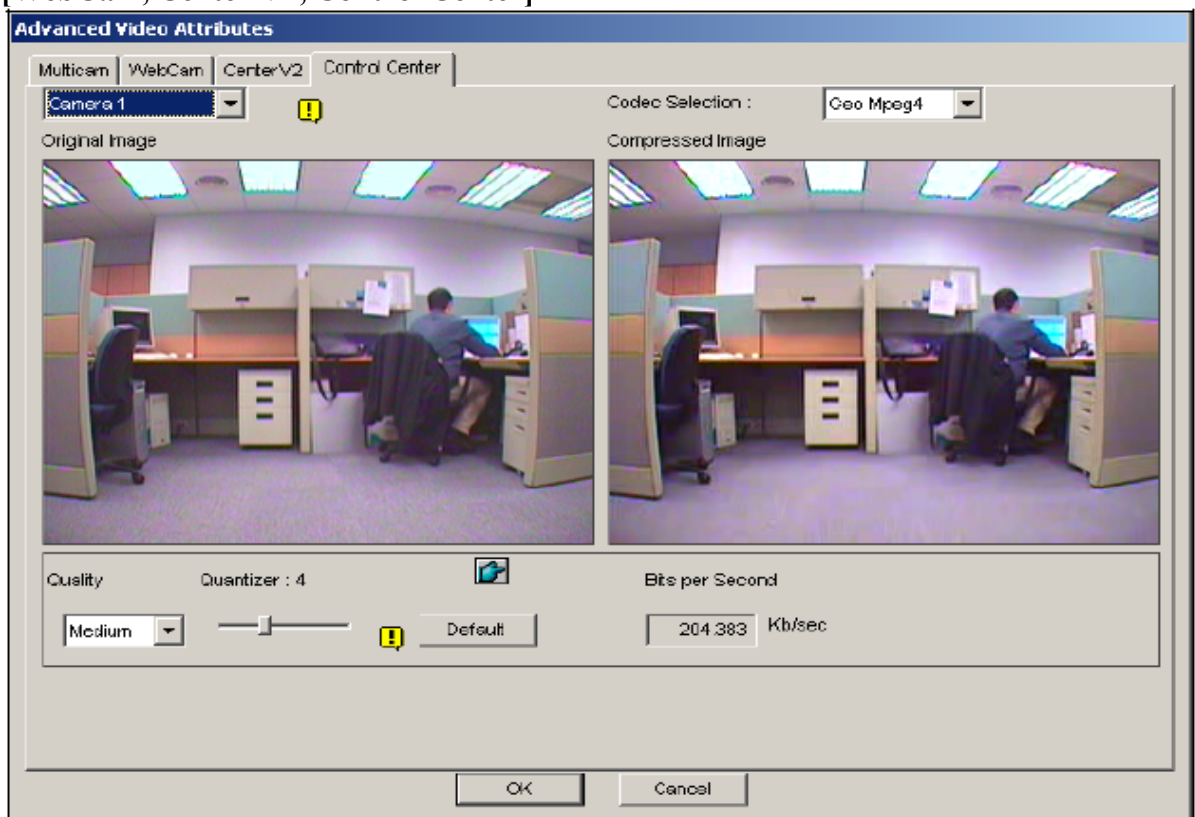 Advanced Video Attributes
Multicam WebCam CenterV2 Control Center
Camera 1 Codec Selection : Geo Mpeg4
Original Image Compressed Image
Quality Quantizer : 4 Bits per Second
Medium Default 204.383 Kb/sec
OK Cancel